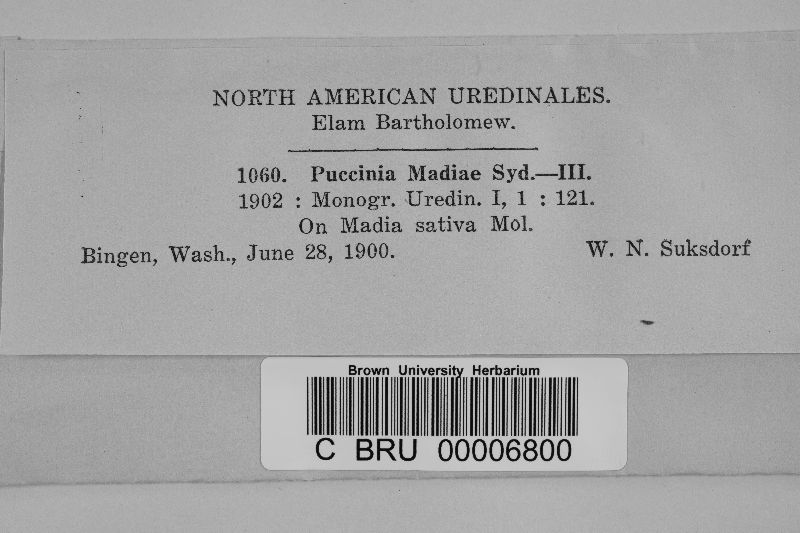 NORTH AMERICAN UREDINALES.
Elam Bartholomew.
1060. Puccinia Madiae Syd.—III.
1902 : Monogr. Uredin. I, 1 : 121.
On Madia sativa Mol.
Bingen, Wash., June 28, 1900. W. N. Suksdorf
Brown University Herbarium
C BRU 00006800